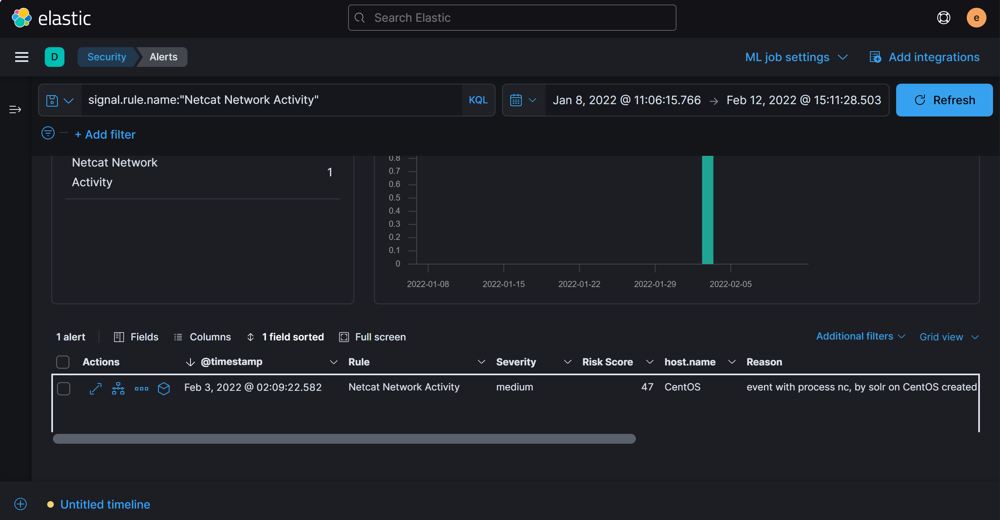 elastic
Search Elastic
e
D
Security
Alerts
ML job settings
Add integrations
signal.rule.name:"Netcat Network Activity"
KQL
Jan 8, 2022 @ 11:06:15.766 → Feb 12, 2022 @ 15:11:28.503
Refresh
+ Add filter
Netcat Network
Activity
1
0.8
0.7
0.6
0.5
0.4
0.3
0.2
0.1
0
2022-01-08 2022-01-15 2022-01-22 2022-01-29 2022-02-05
1 alert
Fields
Columns
1 field sorted
Full screen
Additional filters
Grid view
Actions @timestamp Rule Severity Risk Score host.name Reason
Feb 3, 2022 @ 02:09:22.582 Netcat Network Activity medium 47 CentOS event with process nc, by solr on CentOS created
Untitled timeline